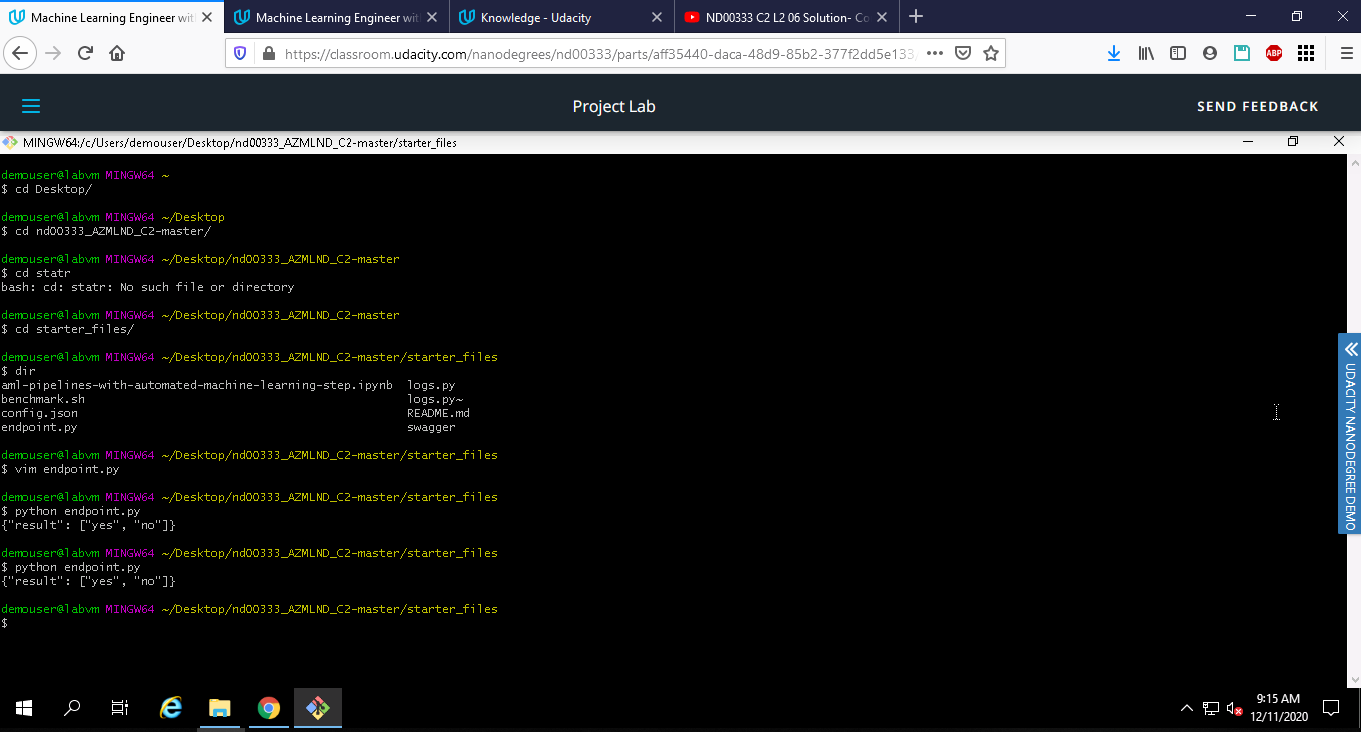 Machine Learning Engineer wit
Machine Learning Engineer wit
Knowledge - Udacity
ND00333 C2 L2 06 Solution- Co
https://classroom.udacity.com/nanodegrees/nd00333/parts/aff35440-daca-48d9-85b2-377f2dd5e133/
ABP
Project Lab
SEND FEEDBACK
MINGW64:/c/Users/demouser/Desktop/nd00333_AZMLND_C2-master/starter_files
demouser@labvm MINGW64 ~
$ cd Desktop/
demouser@labvm MINGW64 ~/Desktop
$ cd nd00333_AZMLND_C2-master/
demouser@labvm MINGW64 ~/Desktop/nd00333_AZMLND_C2-master
$ cd statr
bash: cd: statr: No such file or directory
demouser@labvm MINGW64 ~/Desktop/nd00333_AZMLND_C2-master
$ cd starter_files/
demouser@labvm MINGW64 ~/Desktop/nd00333_AZMLND_C2-master/starter_files
$ dir
aml-pipelines-with-automated-machine-learning-step.ipynb logs.py
benchmark.sh logs.py~
config.json README.md
endpoint.py swagger
demouser@labvm MINGW64 ~/Desktop/nd00333_AZMLND_C2-master/starter_files
$ vim endpoint.py
demouser@labvm MINGW64 ~/Desktop/nd00333_AZMLND_C2-master/starter_files
$ python endpoint.py
{"result": ["yes", "no"]}
demouser@labvm MINGW64 ~/Desktop/nd00333_AZMLND_C2-master/starter_files
$ python endpoint.py
{"result": ["yes", "no"]}
demouser@labvm MINGW64 ~/Desktop/nd00333_AZMLND_C2-master/starter_files
$
UDACITY NANODEGREE DEMO
9:15 AM
12/11/2020